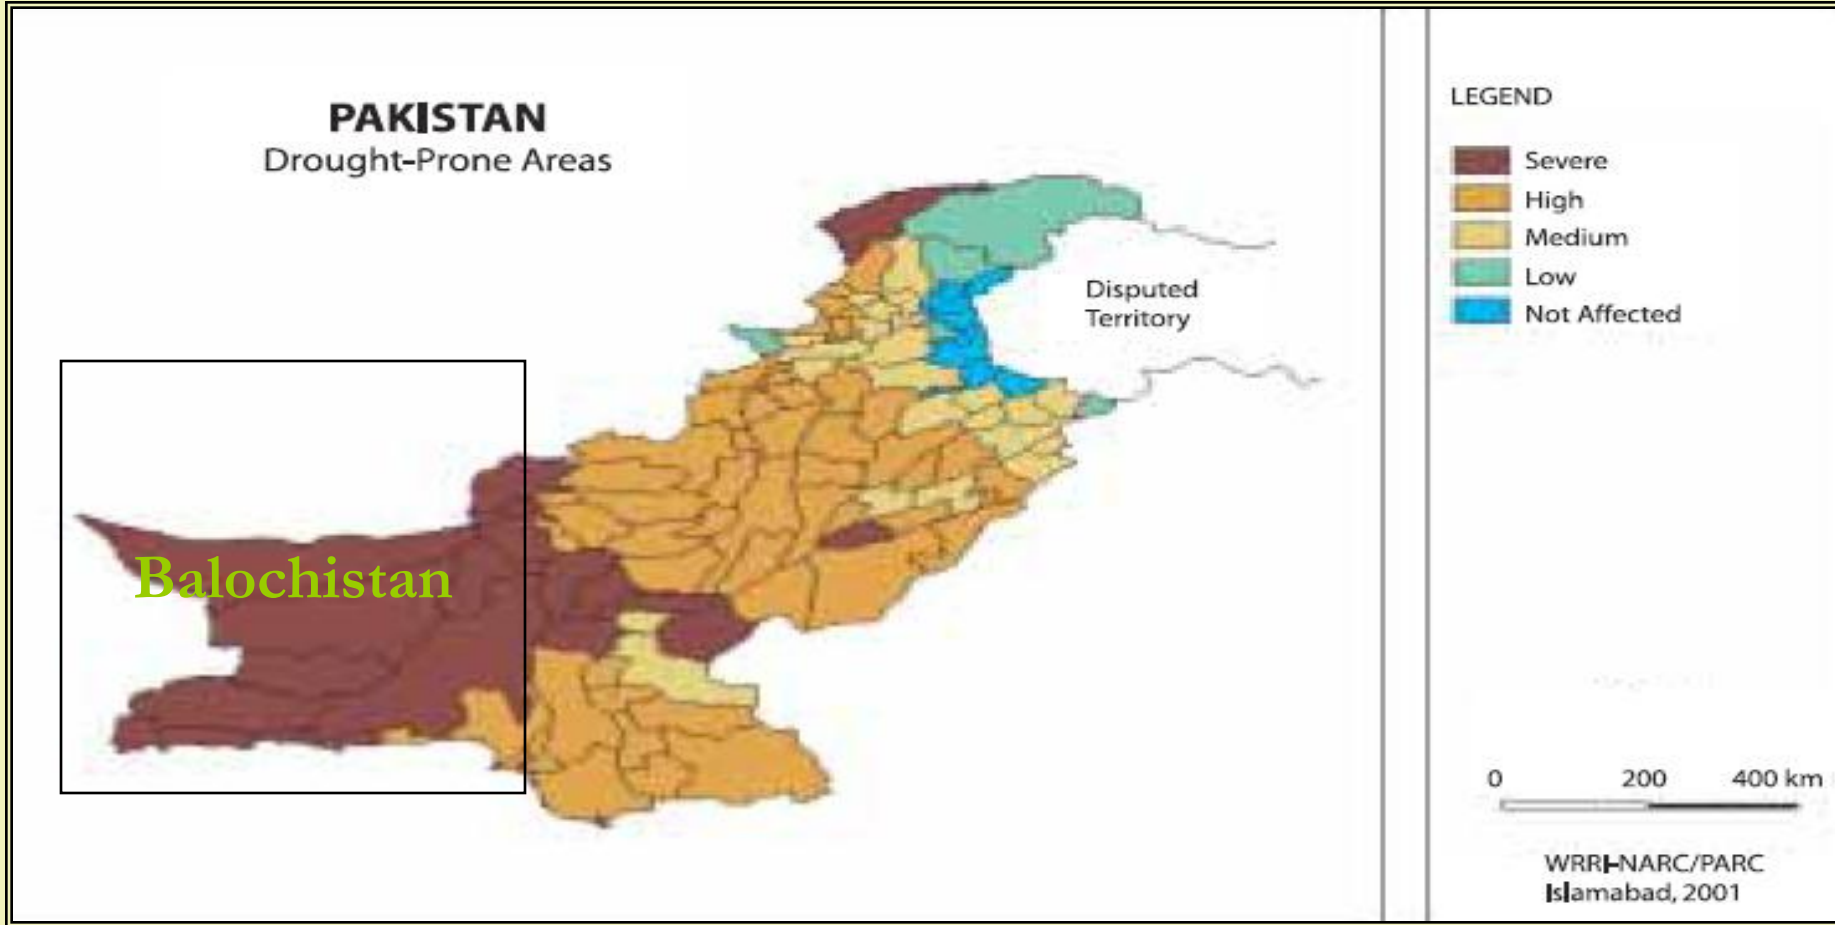 PAKISTAN
Drought-Prone Areas
Disputed
Territory
Balochistan
LEGEND
Severe
High
Medium
Low
Not Affected
0 200 400 km
WRRI-NARC/PARC
Islamabad, 2001